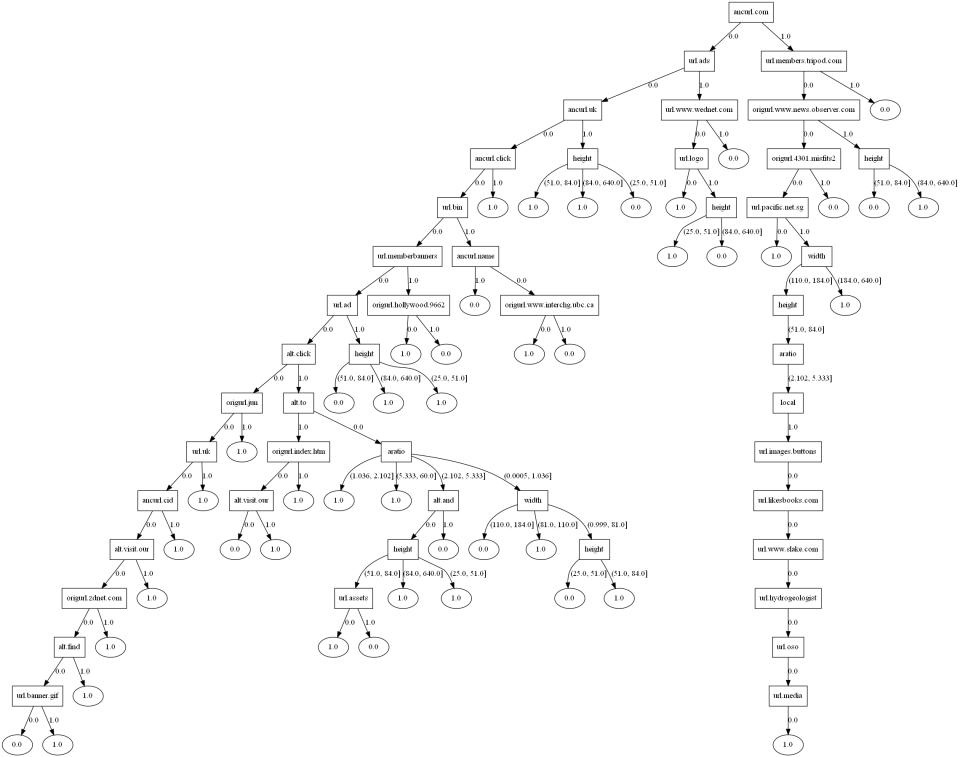 ancurl.com
0.0 1.0
url.ads url.members.tripod.com
0.0 1.0 0.0 1.0
ancurl.uk url.www.wednet.com origurl.www.news.observer.com 0.0
0.0 1.0 0.0 1.0 0.0 1.0
ancurl.click height url.logo 0.0 origurl.4301.misfits2 height
0.0 1.0 (51.0, 84.0] (84.0, 640.0] (25.0, 51.0] 0.0 1.0 0.0 1.0 (51.0, 84.0] (84.0, 640.0]
url.bin 1.0 1.0 1.0 0.0 1.0 height url.pacific.net.sg 0.0 0.0 1.0
0.0 1.0 (25.0, 51.0] (84.0, 640.0] 0.0 1.0
url.memberbanners ancurl.name 1.0 0.0 1.0 width
0.0 1.0 1.0 0.0 (110.0, 184.0] (184.0, 640.0]
url.ad origurl.hollywood.9662 0.0 origurl.www.interchg.ubc.ca height 1.0
0.0 1.0 0.0 1.0 0.0 1.0 (51.0, 84.0]
alt.click height 1.0 0.0 1.0 0.0 aratio
0.0 1.0 (51.0, 84.0] (84.0, 640.0] (25.0, 51.0] (2.102, 5.333]
origurl.jun alt.to 0.0 1.0 1.0 local
0.0 1.0 1.0 0.0 1.0
url.uk 1.0 origurl.index.htm aratio url.images.buttons
0.0 1.0 0.0 1.0 (1.036, 2.102] (5.333, 60.0] (2.102, 5.333] (0.0005, 1.036] 0.0
ancurl.cid 1.0 alt.visit.our 1.0 1.0 1.0 alt.and width url.likesbooks.com
0.0 1.0 0.0 1.0 0.0 1.0 (110.0, 184.0] (81.0, 110.0] (0.999, 81.0] 0.0
alt.visit.our 1.0 0.0 1.0 height 0.0 0.0 1.0 height url.www.slake.com
0.0 1.0 (51.0, 84.0] (84.0, 640.0] (25.0, 51.0] (25.0, 51.0] (51.0, 84.0] 0.0
origurl.2dnet.com 1.0 url.assets 1.0 1.0 0.0 1.0 url.hydrogeologist
0.0 1.0 0.0 1.0 0.0
alt.find 1.0 1.0 0.0 url.oso
0.0 1.0 0.0
url.banner.gif 1.0 url.media
0.0 1.0 0.0
0.0 1.0 1.0